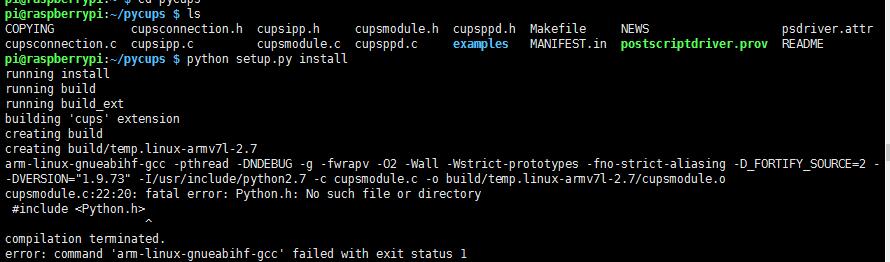 pi@raspberrypi:~/pycups $ ls
COPYING cupsconnection.h cupsipp.h cupsmodule.h cupsppd.h Makefile NEWS psdriver.attr
cupsconnection.c cupsipp.c cupsmodule.c cupsppd.c examples MANIFEST.in postscriptdriver.prov README
pi@raspberrypi:~/pycups $ python setup.py install
running install
running build
running build_ext
building 'cups' extension
creating build
creating build/temp.linux-armv7l-2.7
arm-linux-gnueabihf-gcc -pthread -DNDEBUG -g -fwrapv -O2 -Wall -Wstrict-prototypes -fno-strict-aliasing -D_FORTIFY_SOURCE=2 -
-DVERSION="1.9.73" -I/usr/include/python2.7 -c cupsmodule.c -o build/temp.linux-armv7l-2.7/cupsmodule.o
cupsmodule.c:22:20: fatal error: Python.h: No such file or directory
#include <Python.h>
^
compilation terminated.
error: command 'arm-linux-gnueabihf-gcc' failed with exit status 1